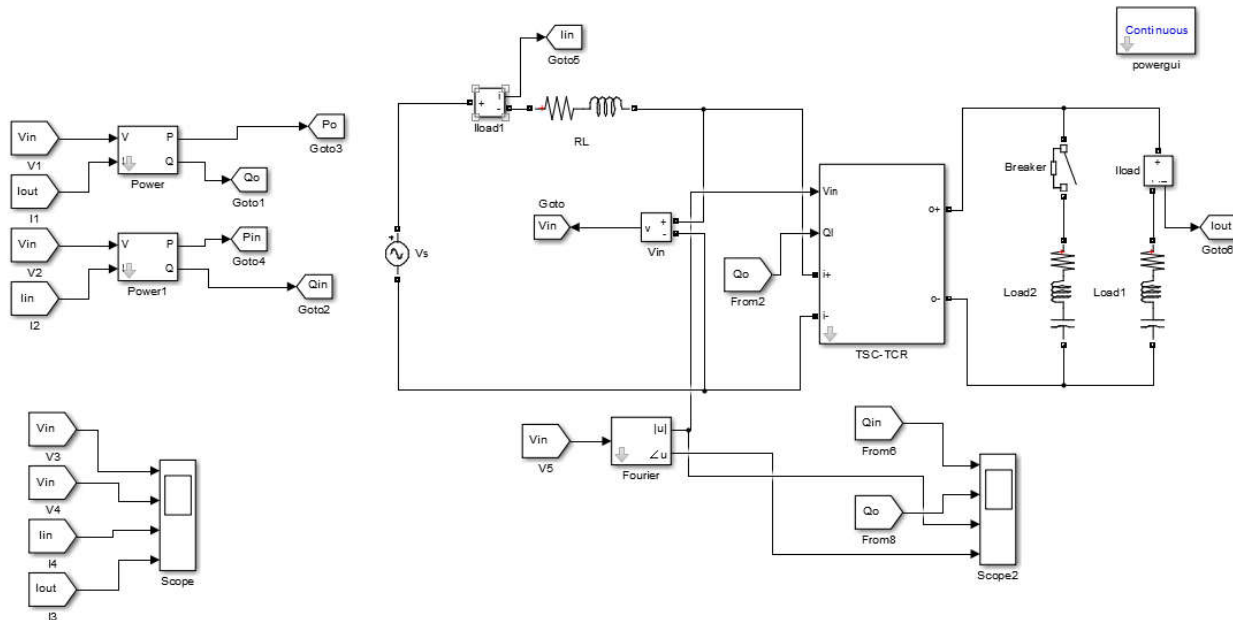 Continuous
powergui
Iin
Goto5
i
+
-
Iload1
RL
Vin
V1
V
P
I
Q
Power
Po
Goto3
Qo
Goto1
Iout
I1
Vin
V2
V
P
I
Q
Power1
Pin
Goto4
Iin
I2
Qin
Goto2
+
Vs
Goto
Vin
v
+
-
Vin
Qo
From2
Vin
QI
i+
i-
o+
o-
TSC-TCR
Breaker
Load2
+
Iload
Load1
Iout
Goto6
Vin
V3
Vin
V4
Iin
I4
Iout
I3
Scope
Vin
V5
|u|
∠u
Fourier
Qin
From6
Qo
From8
Scope2